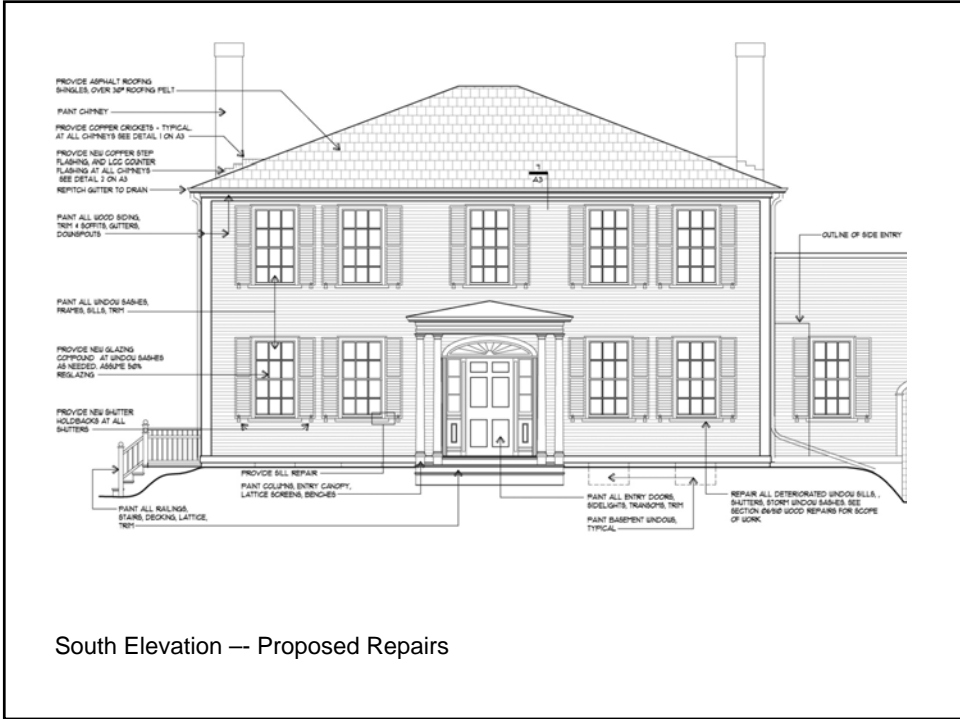 PROVIDE ASPHALT ROOFING
SHINGLES, OVER 30# ROOFING FELT
PAINT CHIMNEY
PROVIDE COPPER CRICKETS - TYPICAL
AT ALL CHIMNEYS SEE DETAIL 1 ON A3
PROVIDE NEW COPPER STEP
FLASHING, AND LCC COUNTER
FLASHING AT ALL CHIMNEYS
SEE DETAIL 2 ON A3
REPITCH GUTTER TO DRAIN
PAINT ALL WOOD SIDING,
TRIM & SOFFITS, GUTTERS,
DOWNSPOUTS
PAINT ALL WINDOW SASHES,
FRAMES, SILLS, TRIM
PROVIDE NEW GLAZING
COMPOUND AT WINDOW SASHES
AS NEEDED. ASSUME 50%
REGLAZING
PROVIDE NEW SHUTTER
HOLDBACKS AT ALL
SHUTTERS
PAINT ALL RAILINGS,
STAIRS, DECKING, LATTICE,
TRIM
PROVIDE SILL REPAIR
PAINT COLUMNS, ENTRY CANOPY,
LATTICE SCREENS, BENCHES
1
A3
OUTLINE OF SIDE ENTRY
PAINT ALL ENTRY DOORS,
SIDELIGHTS, TRANSOMS, TRIM
PAINT BASEMENT WINDOWS,
TYPICAL
REPAIR ALL DETERIORATED WINDOW SILLS, ,
SHUTTERS, STORM WINDOW SASHES. SEE
SECTION WOOD REPAIRS FOR SCOPE
OF WORK
South Elevation –- Proposed Repairs